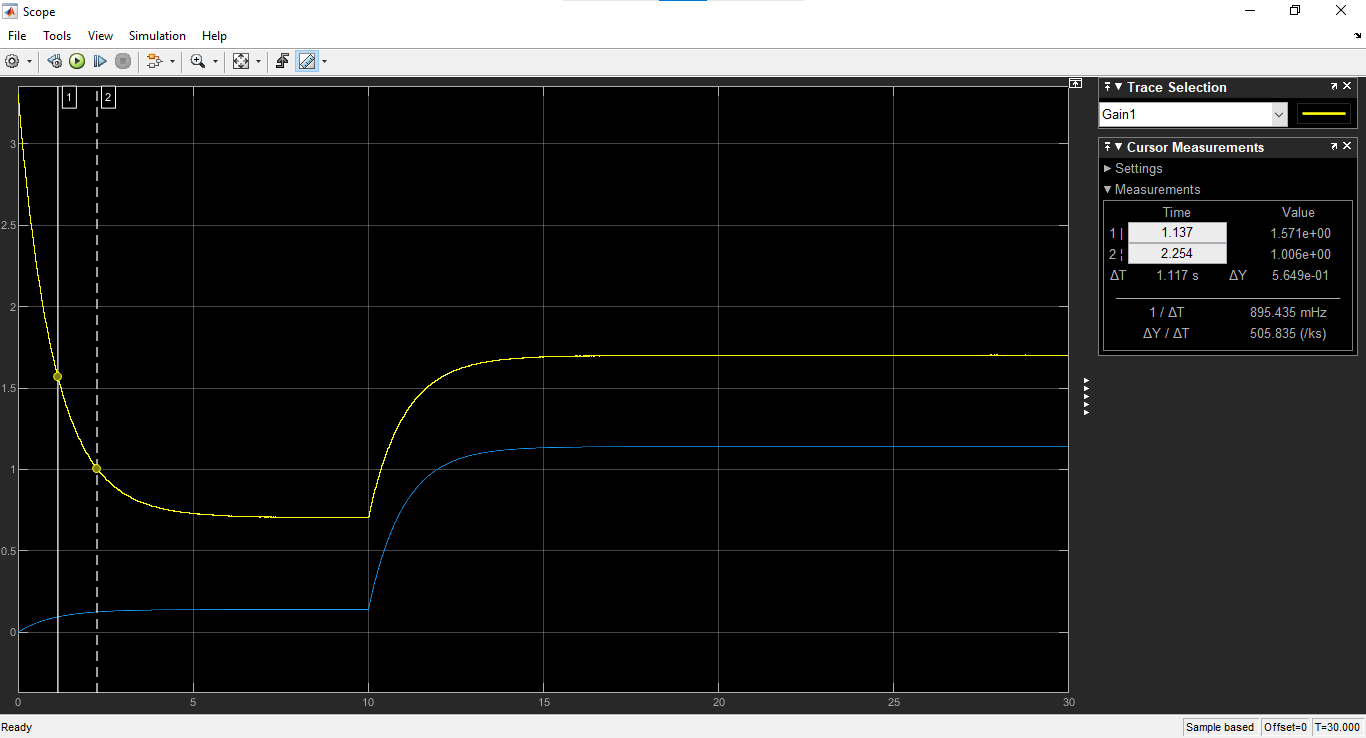 Scope
File Tools View Simulation Help
1 2
3
2.5
2
1.5
1
0.5
0
0 5 10 15 20 25 30
Trace Selection
Gain1
Cursor Measurements
Settings
Measurements
Time Value
1 1.137 1.571e+00
2 2.254 1.006e+00
ΔT 1.117 s ΔY 5.649e-01
1 / ΔT 895.435 mHz
ΔY / ΔT 505.835 (/ks)
Ready
Sample based Offset=0 T=30.000